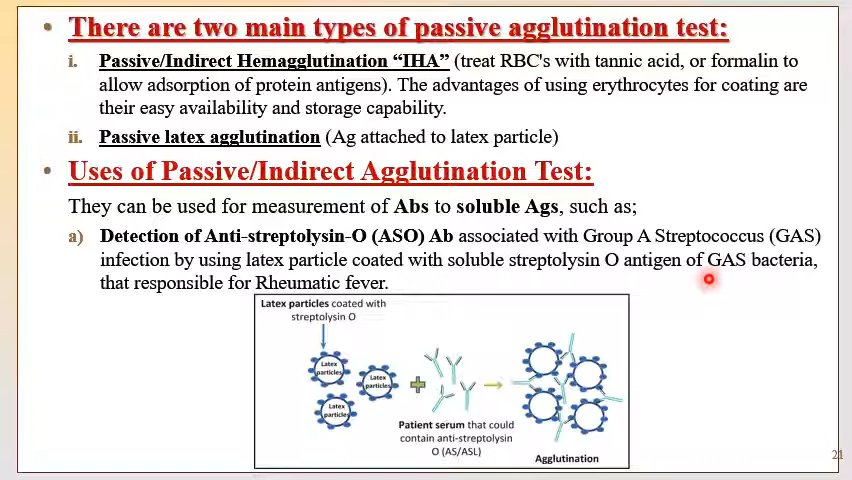 • There are two main types of passive agglutination test:
i. Passive/Indirect Hemagglutination “IHA” (treat RBC's with tannic acid, or formalin to
allow adsorption of protein antigens). The advantages of using erythrocytes for coating are
their easy availability and storage capability.
ii. Passive latex agglutination (Ag attached to latex particle)
• Uses of Passive/Indirect Agglutination Test:
They can be used for measurement of Abs to soluble Ags, such as;
a) Detection of Anti-streptolysin-O (ASO) Ab associated with Group A Streptococcus (GAS)
infection by using latex particle coated with soluble streptolysin O antigen of GAS bacteria,
that responsible for Rheumatic fever.
Latex particles coated with
streptolysin O
Latex
particles
Latex
particles
Latex
particles
Patient serum that could
contain anti-streptolysin
O (AS/ASL)
Agglutination
21